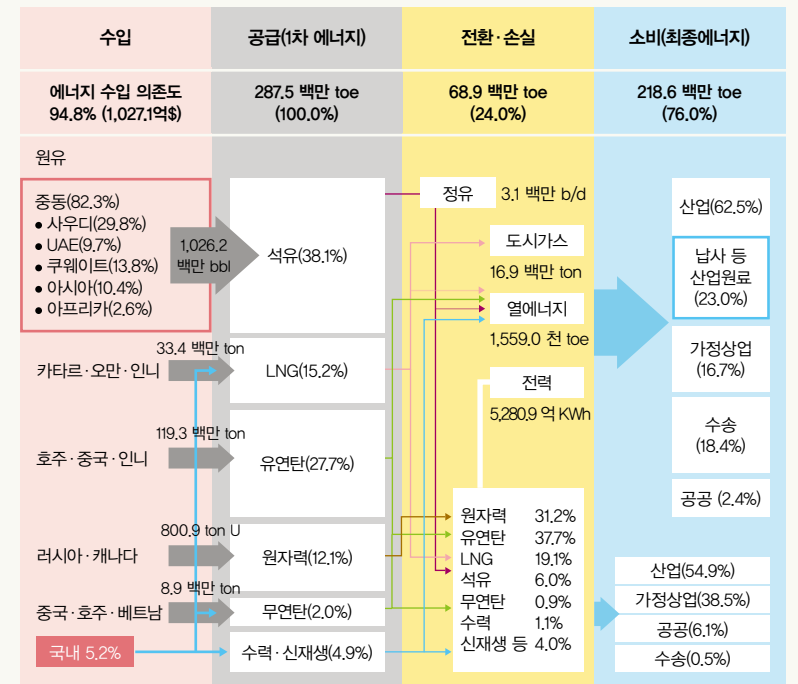 수입
에너지 수입 의존도
94.8% (1,027.1억$)
원유
중동(82.3%)
● 사우디(29.8%)
● UAE(9.7%)
● 쿠웨이트(13.8%)
● 아시아(10.4%)
● 아프리카(2.6%)
1,026.2
백만 bbl
33.4 백만 ton
카타르·오만·인니
119.3 백만 ton
호주·중국·인니
800.9 ton U
러시아·캐나다
8.9 백만 ton
중국·호주·베트남
국내 5.2%
공급(1차 에너지)
287.5 백만 toe
(100.0%)
석유(38.1%)
LNG(15.2%)
유연탄(27.7%)
원자력(12.1%)
무연탄(2.0%)
수력·신재생(4.9%)
전환·손실
68.9 백만 toe
(24.0%)
정유 3.1 백만 b/d
도시가스
16.9 백만 ton
열에너지
1,559.0 천 toe
전력
5,280.9 억 KWh
원자력 31.2%
유연탄 37.7%
LNG 19.1%
석유 6.0%
무연탄 0.9%
수력 1.1%
신재생 등 4.0%
소비(최종에너지)
218.6 백만 toe
(76.0%)
산업(62.5%)
납사 등
산업원료
(23.0%)
가정상업
(16.7%)
수송
(18.4%)
공공 (2.4%)
산업(54.9%)
가정상업(38.5%)
공공(6.1%)
수송(0.5%)